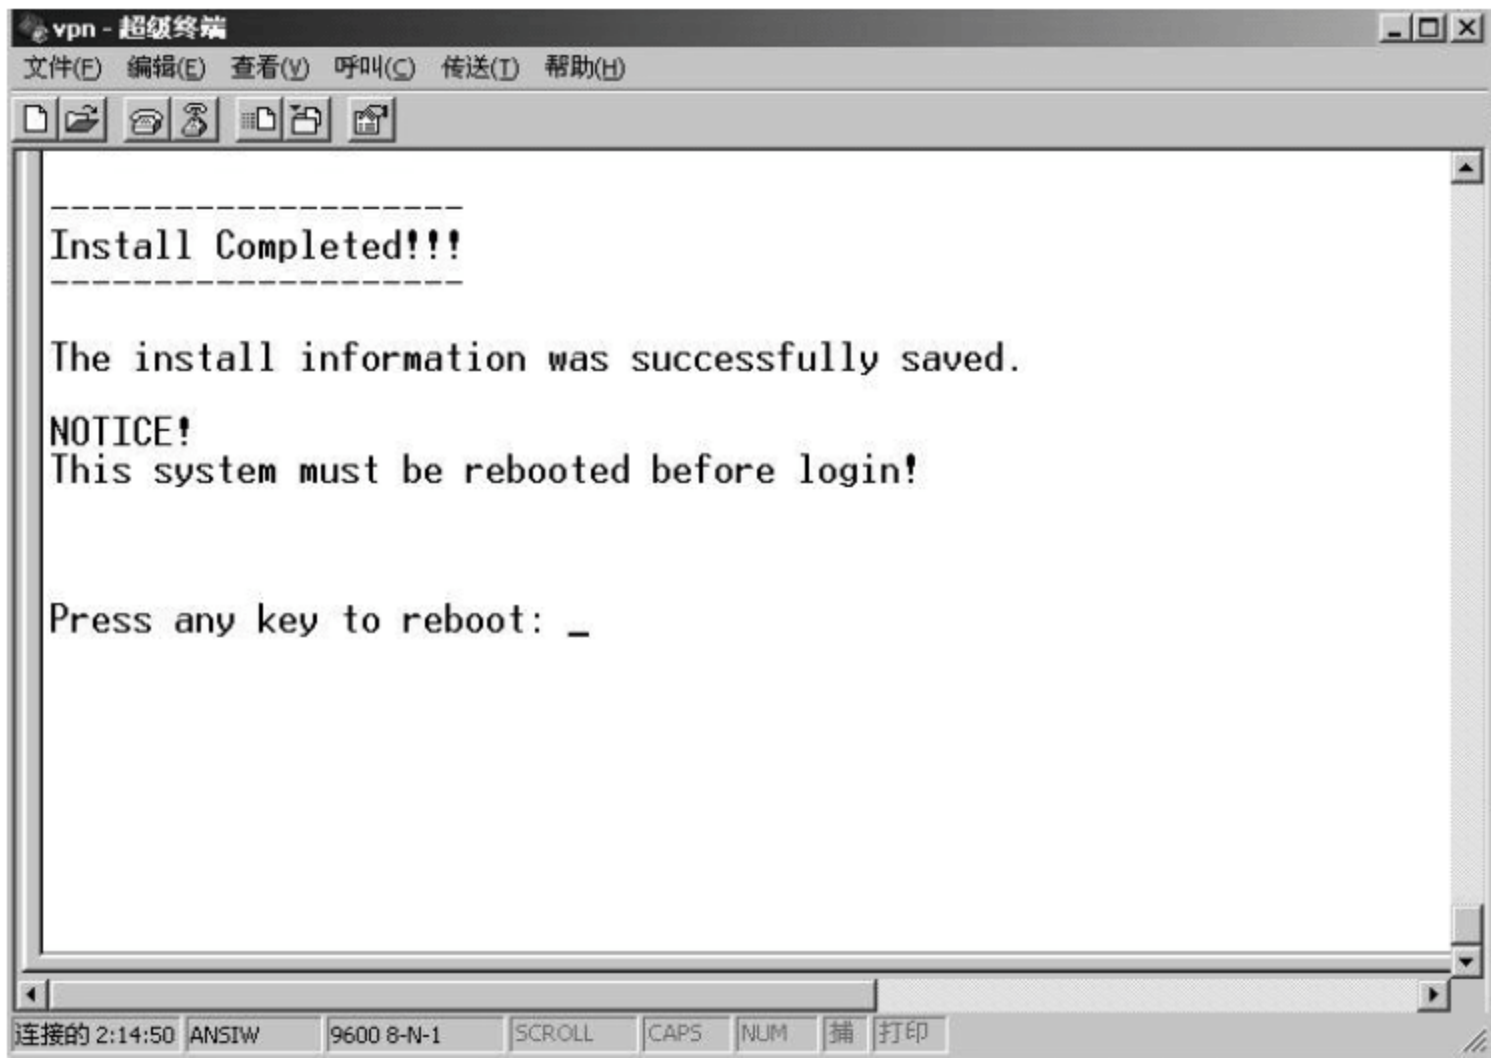 vpn - 超级终端
文件(F) 编辑(E) 查看(V) 呼叫(C) 传送(T) 帮助(H)
--------------------
Install Completed!!!
--------------------
The install information was successfully saved.
NOTICE!
This system must be rebooted before login!
Press any key to reboot: _
连接的 2:14:50 ANSIW 9600 8-N-1 SCROLL CAPS NUM 捕 打印